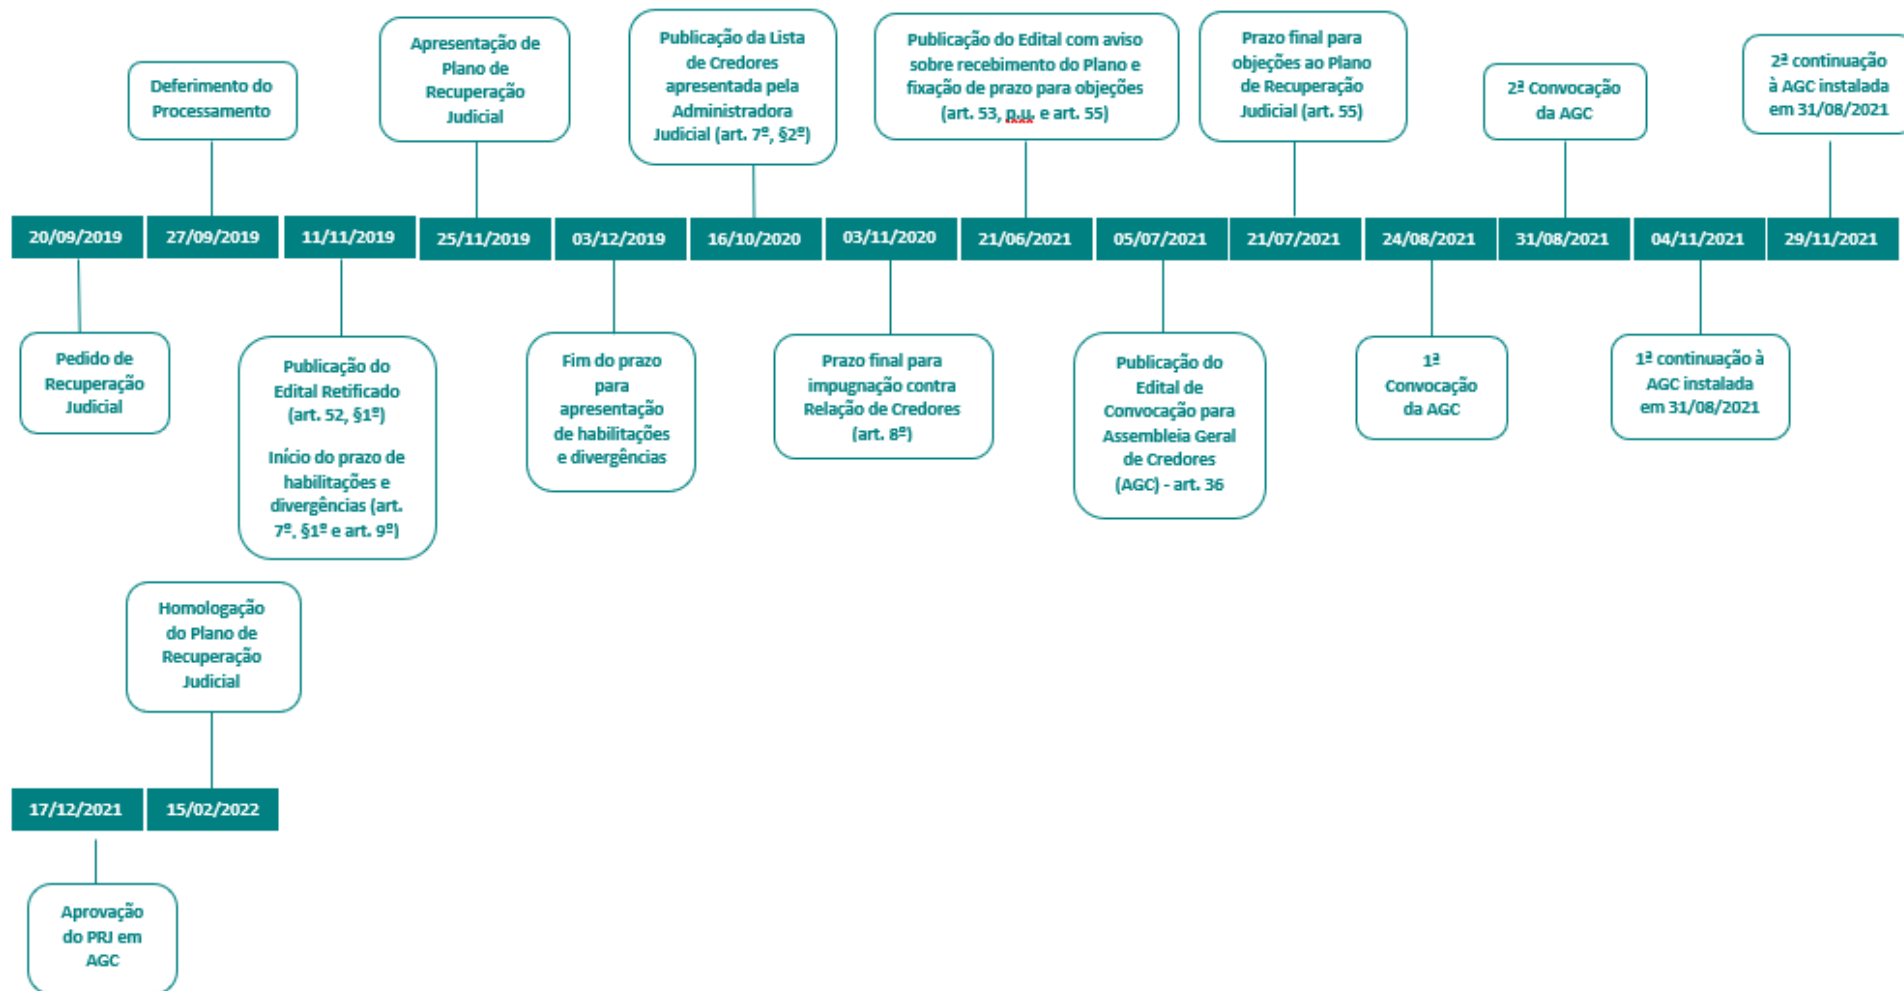 Deferimento do
Processamento
Apresentação de
Plano de
Recuperação
Judicial
Publicação da Lista
de Credores
apresentada pela
Administradora
Judicial (art. 7º, §2º)
Publicação do Edital com aviso
sobre recebimento do Plano e
fixação de prazo para objeções
(art. 53, p.u. e art. 55)
Prazo final para
objeções ao Plano
de Recuperação
Judicial (art. 55)
2ª Convocação
da AGC
2ª continuação
à AGC instalada
em 31/08/2021
20/09/2019
27/09/2019
11/11/2019
25/11/2019
03/12/2019
16/10/2020
03/11/2020
21/06/2021
05/07/2021
21/07/2021
24/08/2021
31/08/2021
04/11/2021
29/11/2021
Pedido de
Recuperação
Judicial
Publicação do
Edital Retificado
(art. 52, §1º)
Início do prazo de
habilitações e
divergências (art.
7º, §1º e art. 9º)
Fim do prazo
para
apresentação
de habilitações
e divergências
Prazo final para
impugnação contra
Relação de Credores
(art. 8º)
Publicação do
Edital de
Convocação para
Assembleia Geral
de Credores
(AGC) - art. 36
1ª
Convocação
da AGC
1ª continuação à
AGC instalada
em 31/08/2021
Homologação
do Plano de
Recuperação
Judicial
17/12/2021
15/02/2022
Aprovação
do PRJ em
AGC